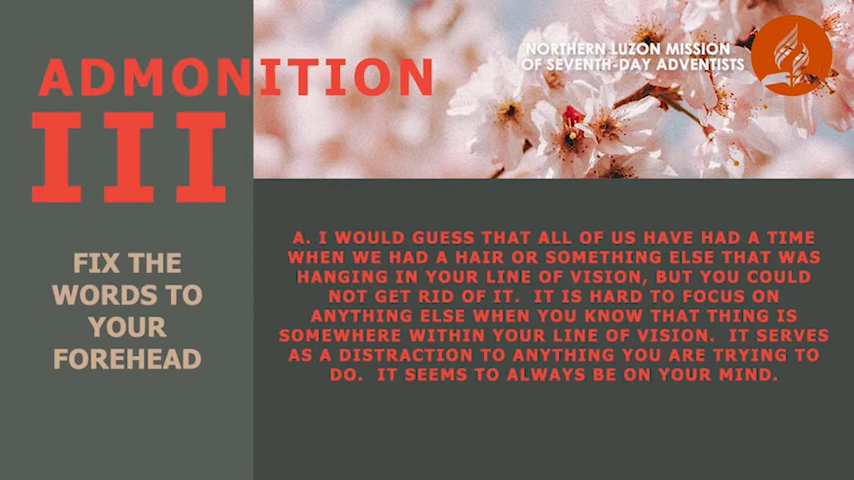 ADMONITION
III
FIX THE
WORDS TO
YOUR
FOREHEAD
NORTHERN LUZON MISSION
OF SEVENTH-DAY ADVENTISTS
A. I WOULD GUESS THAT ALL OF US HAVE HAD A TIME
WHEN WE HAD A HAIR OR SOMETHING ELSE THAT WAS
HANGING IN YOUR LINE OF VISION, BUT YOU COULD
NOT GET RID OF IT. IT IS HARD TO FOCUS ON
ANYTHING ELSE WHEN YOU KNOW THAT THING IS
SOMEWHERE WITHIN YOUR LINE OF VISION. IT SERVES
AS A DISTRACTION TO ANYTHING YOU ARE TRYING TO
DO. IT SEEMS TO ALWAYS BE ON YOUR MIND.